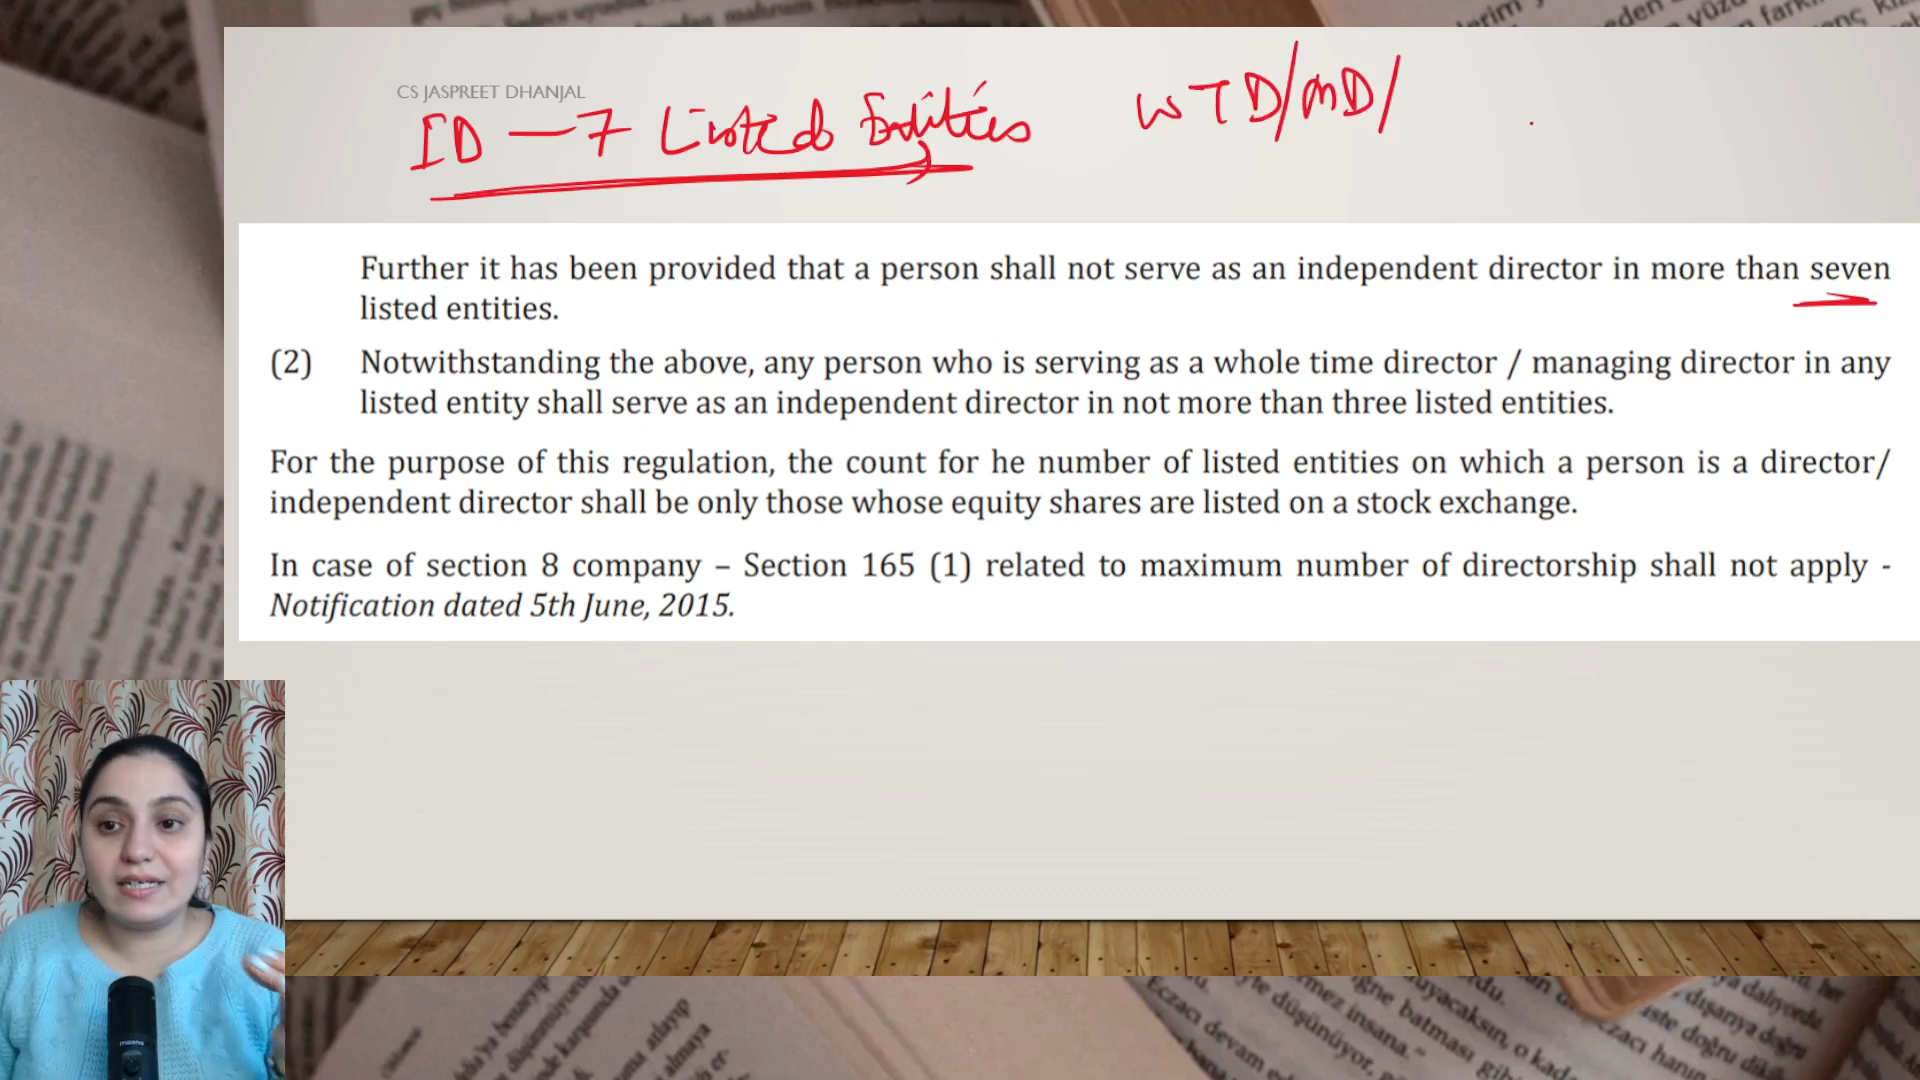 CS JASPREET DHANJAL
ID — 7 Listed Entities
WTD/MD/
Further it has been provided that a person shall not serve as an independent director in more than seven
listed entities.
(2) Notwithstanding the above, any person who is serving as a whole time director / managing director in any
listed entity shall serve as an independent director in not more than three listed entities.
For the purpose of this regulation, the count for he number of listed entities on which a person is a director/
independent director shall be only those whose equity shares are listed on a stock exchange.
In case of section 8 company – Section 165 (1) related to maximum number of directorship shall not apply -
Notification dated 5th June, 2015.
maono